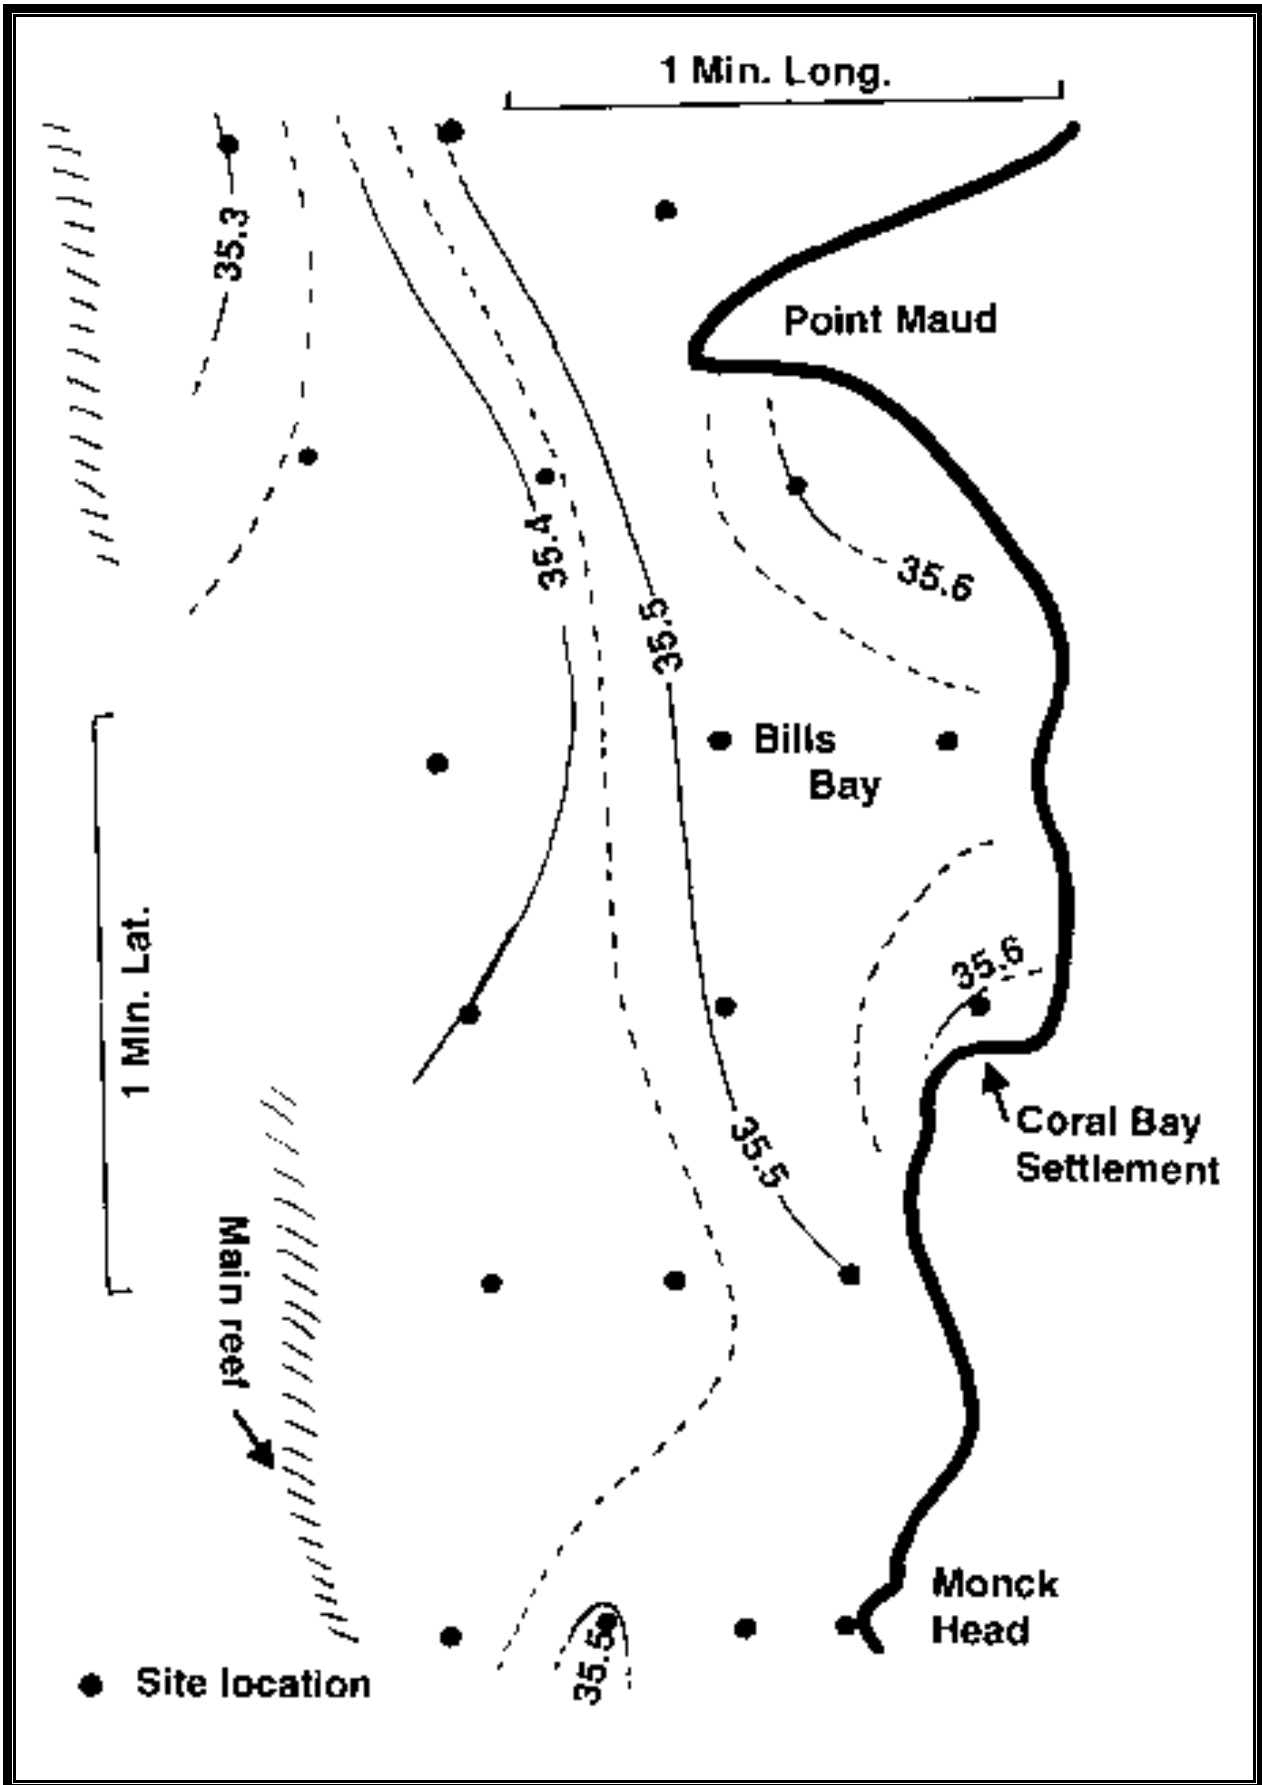 1 Min. Long.
35.3
Point Maud
35.4
35.6
35.5
Bills
Bay
1 Min. Lat.
35.6
35.5
Coral Bay
Settlement
Main reef
Monck
Head
35.5
Site location